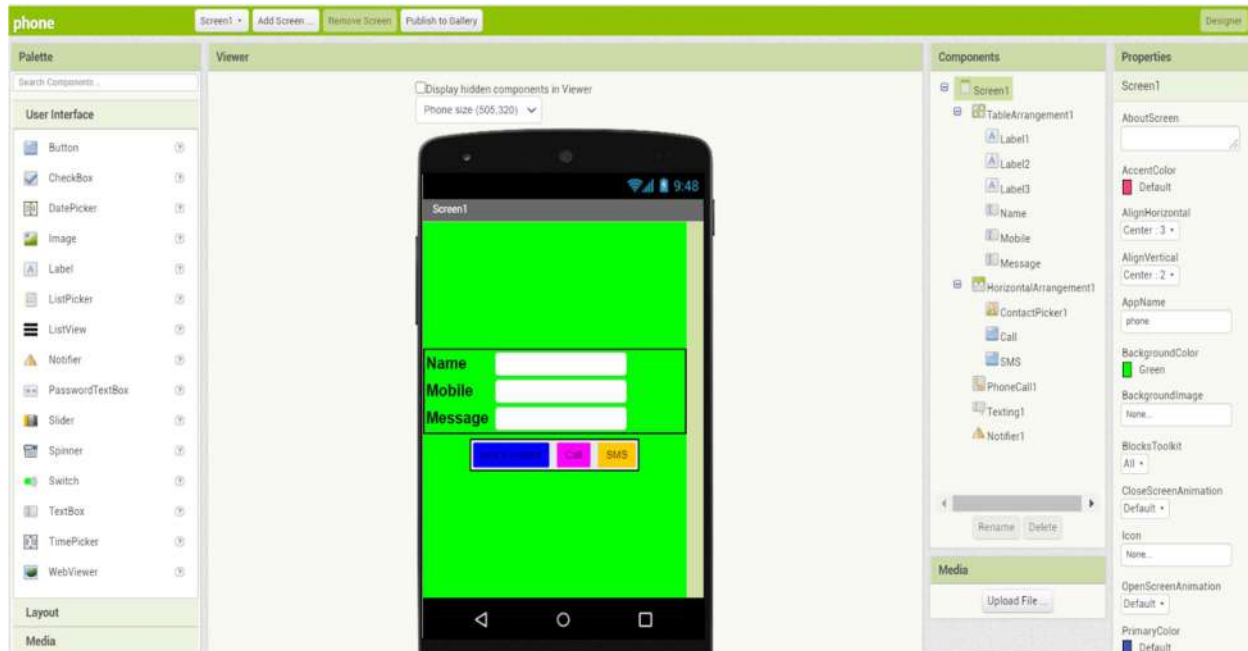 phone
Screen1
Add Screen ...
Remove Screen
Publish to Gallery
Designer
Palette
Search Components...
User Interface
Button
CheckBox
DatePicker
Image
Label
ListPicker
ListView
Notifier
PasswordTextBox
Slider
Spinner
Switch
TextBox
TimePicker
WebViewer
Layout
Media
Viewer
Display hidden components in Viewer
Phone size (505,320)
9:48
Screen1
Name
Mobile
Message
Call
SMS
Components
Screen1
TableArrangement1
Label1
Label2
Label3
Name
Mobile
Message
HorizontalArrangement1
ContactPicker1
Call
SMS
PhoneCall1
Texting1
Notifier1
Rename
Delete
Media
Upload File ...
Properties
Screen1
AboutScreen
AccentColor
Default
AlignHorizontal
Center : 3
AlignVertical
Center : 2
AppName
phone
BackgroundColor
Green
BackgroundImage
None...
BlocksToolkit
All
CloseScreenAnimation
Default
Icon
None...
OpenScreenAnimation
Default
PrimaryColor
Default